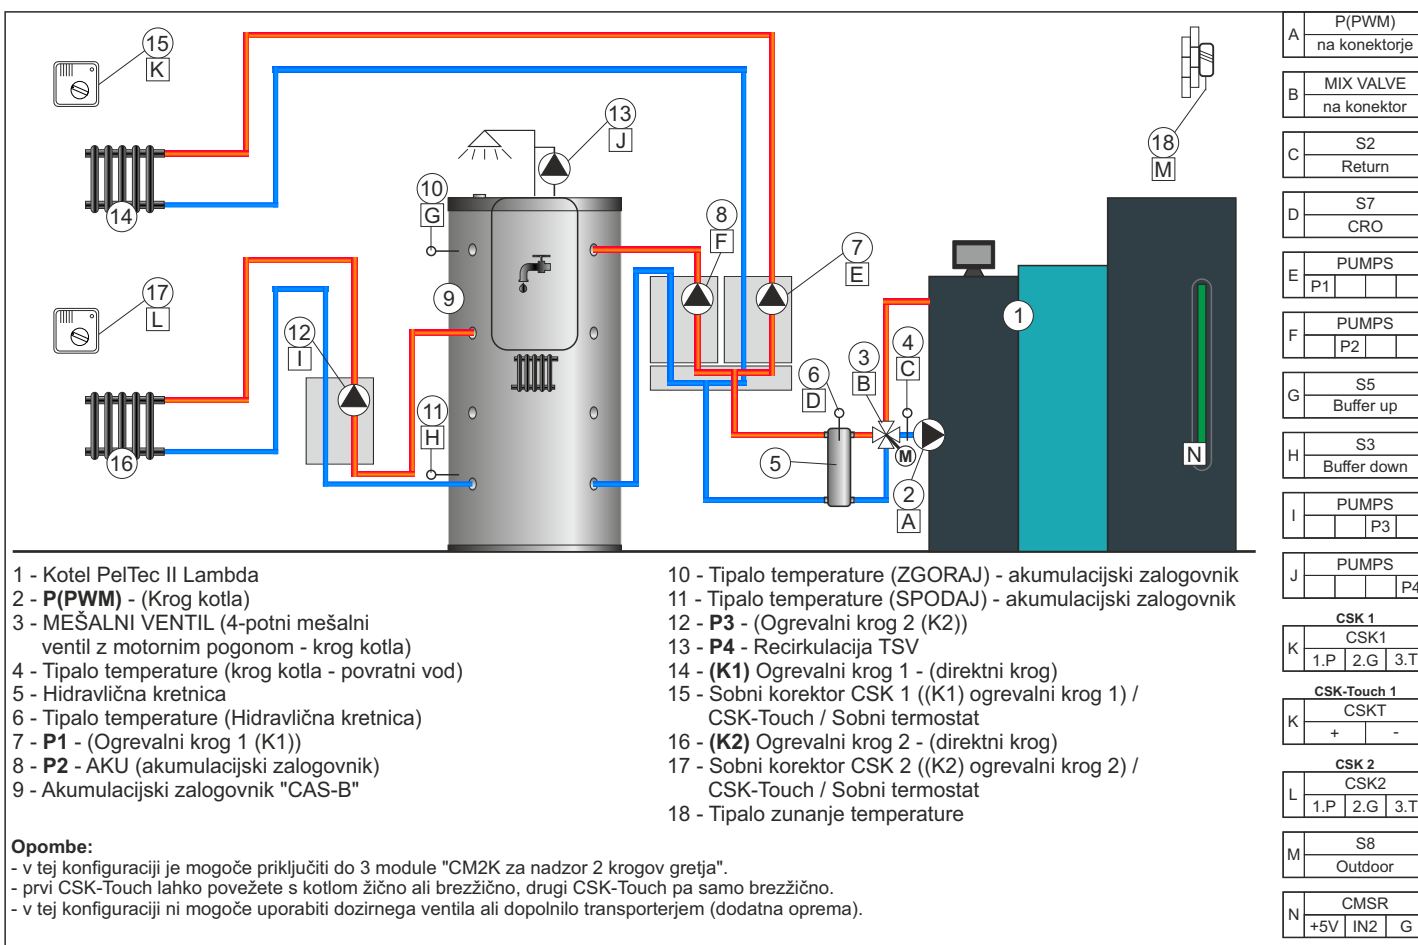 15
K
14
17
L
16
12
I
10
G
9
11
H
13
J
8
F
7
E
6
D
5
3
B
4
C
M
2
A
1
18
M
N
1 - Kotel PelTec II Lambda
2 - P(PWM) - (Krog kotla)
3 - MEŠALNI VENTIL (4-potni mešalni
ventil z motornim pogonom - krog kotla)
4 - Tipalo temperature (krog kotla - povratni vod)
5 - Hidravlična kretnica
6 - Tipalo temperature (Hidravlična kretnica)
7 - P1 - (Ogrevalni krog 1 (K1))
8 - P2 - AKU (akumulacijski zalogovnik)
9 - Akumulacijski zalogovnik "CAS-B"
10 - Tipalo temperature (ZGORAJ) - akumulacijski zalogovnik
11 - Tipalo temperature (SPODAJ) - akumulacijski zalogovnik
12 - P3 - (Ogrevalni krog 2 (K2))
13 - P4 - Recirkulacija TSV
14 - (K1) Ogrevalni krog 1 - (direktni krog)
15 - Sobni korektor CSK 1 ((K1) ogrevalni krog 1) /
CSK-Touch / Sobni termostat
16 - (K2) Ogrevalni krog 2 - (direktni krog)
17 - Sobni korektor CSK 2 ((K2) ogrevalni krog 2) /
CSK-Touch / Sobni termostat
18 - Tipalo zunanje temperature
Opombe:
- v tej konfiguraciji je mogoče priključiti do 3 module "CM2K za nadzor 2 krogov gretja".
- prvi CSK-Touch lahko povežete s kotlom žično ali brezžično, drugi CSK-Touch pa samo brezžično.
- v tej konfiguraciji ni mogoče uporabiti dozirnega ventila ali dopolnilo transporterjem (dodatna oprema).
A
P(PWM)
na konektorje
B
MIX VALVE
na konektor
C
S2
Return
D
S7
CRO
E
PUMPS
P1
F
PUMPS
P2
G
S5
Buffer up
H
S3
Buffer down
I
PUMPS
P3
J
PUMPS
P4
CSK 1
K
CSK1
1.P 2.G 3.T
CSK-Touch 1
K
CSKT
+ -
CSK 2
L
CSK2
1.P 2.G 3.T
M
S8
Outdoor
N
CMSR
+5V IN2 G